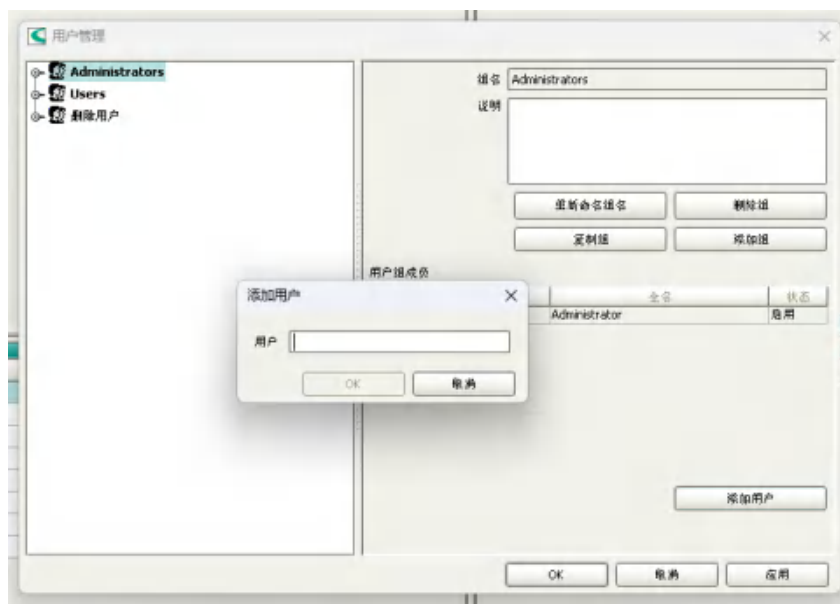 用户管理
Administrators
Users
删除用户
组名 Administrators
说明
重新命名组名 删除组
复制组 添加组
用户组成员
全名 状态
Administrator 启用
添加用户
用户
OK 取消
添加用户
OK 取消 应用